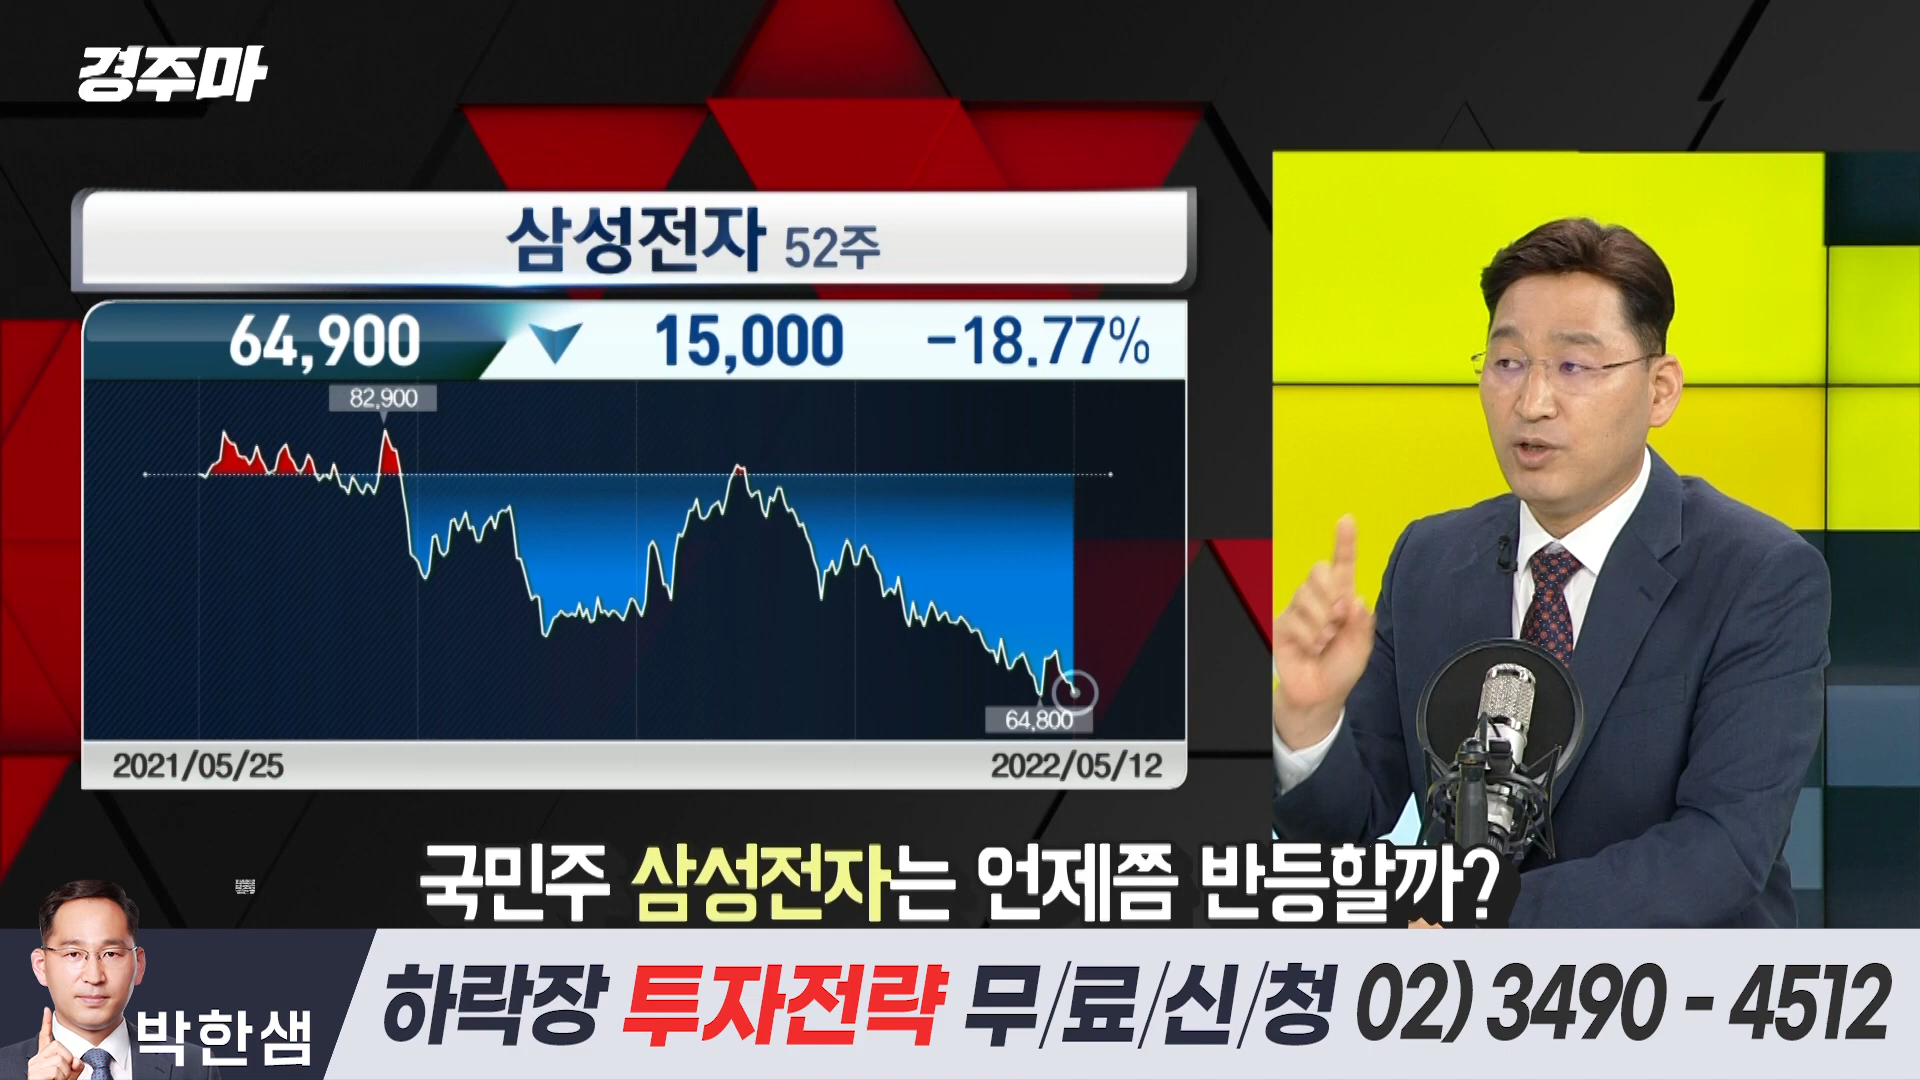 경주마
삼성전자 52주
64,900 15,000 -18.77%
82,900
64,800
2021/05/25 2022/05/12
국민주 삼성전자는 언제쯤 반등할까?
박한샘
하락장 투자전략 무/료/신/청 02) 3490 - 4512